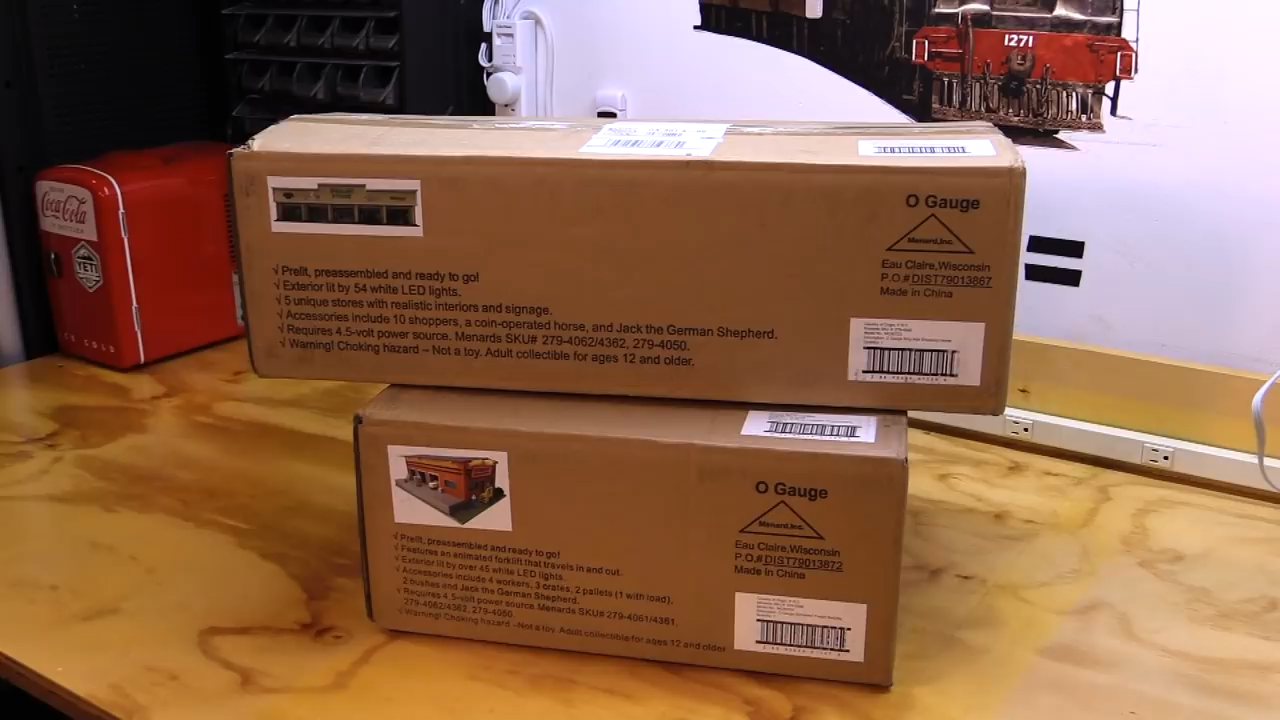 1271
Coca-Cola
YETI
ICE COLD
O Gauge
Menard,Inc.
Eau Claire,Wisconsin
P.O.#DIST79013867
Made in China
√ Prefit, preassembled and ready to go!
√ Exterior lit by 54 white LED lights.
√ 5 unique stores with realistic interiors and signage.
√ Accessories include 10 shoppers, a coin-operated horse, and Jack the German Shepherd.
√ Requires 4.5-volt power source. Menards SKU# 279-4062/4362, 279-4050.
√ Warning! Choking hazard – Not a toy. Adult collectible for ages 12 and older.
O Gauge
Menard,Inc.
Eau Claire,Wisconsin
P.O.#DIST79013872
Made In China
√ Prefit, preassembled and ready to go!
√ Features an animated forklift that travels in and out.
√ Exterior lit by over 45 white LED lights.
√ Accessories include 4 workers, 3 crates, 2 pallets (1 with load),
2 bushes and Jack the German Shepherd.
√ Requires 4.5-volt power source. Menards SKU# 279-4061/4361,
279-4062/4362, 279-4050.
√ Warning! Choking hazard –Not a toy. Adult collectible for ages 12 and older